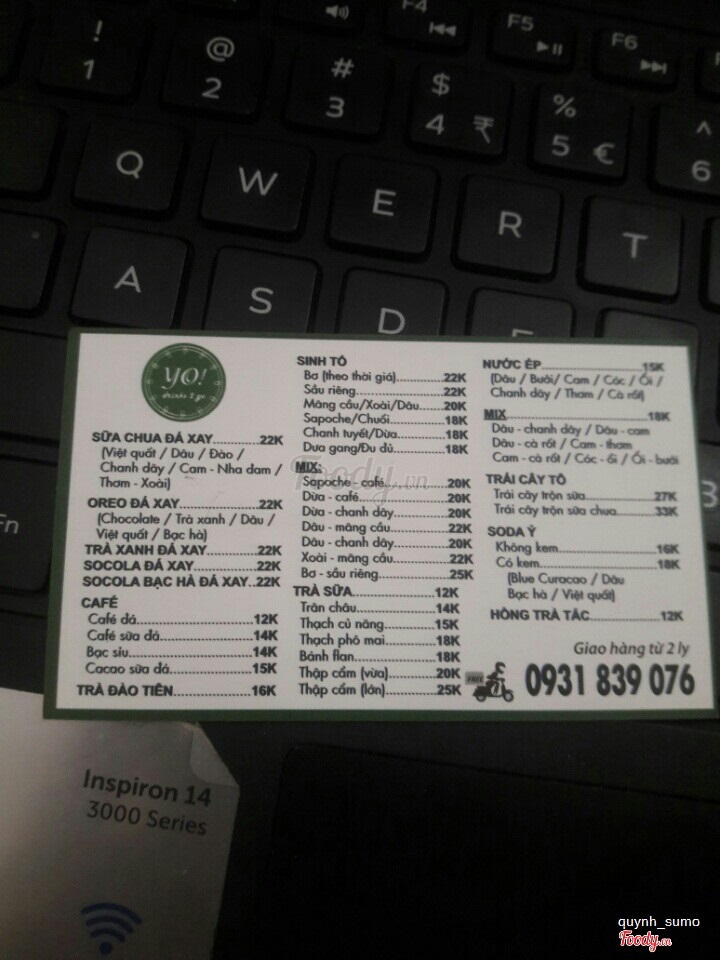 F4
F5
F6
!
1
@
2
#
3
$
4 ₹
%
5 €
^
6
Q
W
E
R
T
A
S
D
F
3
Fn
YO!
drinks 2 go
SỮA CHUA ĐÁ XAY............22K
(Việt quất / Dâu / Đào /
Chanh dây / Cam - Nha đam /
Thơm - Xoài)
OREO ĐÁ XAY....................22K
(Chocolate / Trà xanh / Dâu /
Việt quất / Bạc hà)
TRÀ XANH ĐÁ XAY.............22K
SOCOLA ĐÁ XAY................22K
SOCOLA BẠC HÀ ĐÁ XAY..22K
CAFÉ
Café đá.............................12K
Café sữa đá......................14K
Bạc sỉu..............................14K
Cacao sữa đá...................15K
TRÀ ĐÀO TIÊN...................16K
SINH TỐ
Bơ (theo thời giá)..............22K
Sầu riêng...........................22K
Mãng cầu/Xoài/Dâu..........20K
Sapoche/Chuối..................18K
Chanh tuyết/Dừa...............18K
Dưa gang/Đu đủ................18K
MIX:
Sapoche - café..................20K
Dừa - café.........................20K
Dừa - chanh dây................20K
Dâu - mãng cầu.................22K
Dâu - chanh dây................20K
Xoài - mãng cầu.................22K
Bơ - sầu riêng....................25K
TRÀ SỮA.............................12K
Trân châu...........................14K
Thạch củ năng...................15K
Thạch phô mai...................18K
Bánh flan............................18K
Thập cẩm (vừa).................20K
Thập cẩm (lớn)..................25K
NƯỚC ÉP............................15K
(Dâu / Bưởi/ Cam / Cóc / Ổi /
Chanh dây / Thơm / Cà rốt)
MIX......................................18K
Dâu - chanh dây / Dâu - cam
Dâu - cà rốt / Cam - thơm
Cam - cà rốt / Cóc - ổi / Ổi - bưởi
TRÁI CÂY TÔ
Trái cây trộn sữa................27K
Trái cây trộn sữa chua.......33K
SODA Ý
Không kem.........................16K
Có kem...............................18K
(Blue Curacao / Dâu
Bạc hà / Việt quất)
HỒNG TRÀ TẮC..................12K
Giao hàng từ 2 ly
FREE
0931 839 076
Foody.vn
Inspiron 14
3000 Series
quynh_sumo
Foody.vn